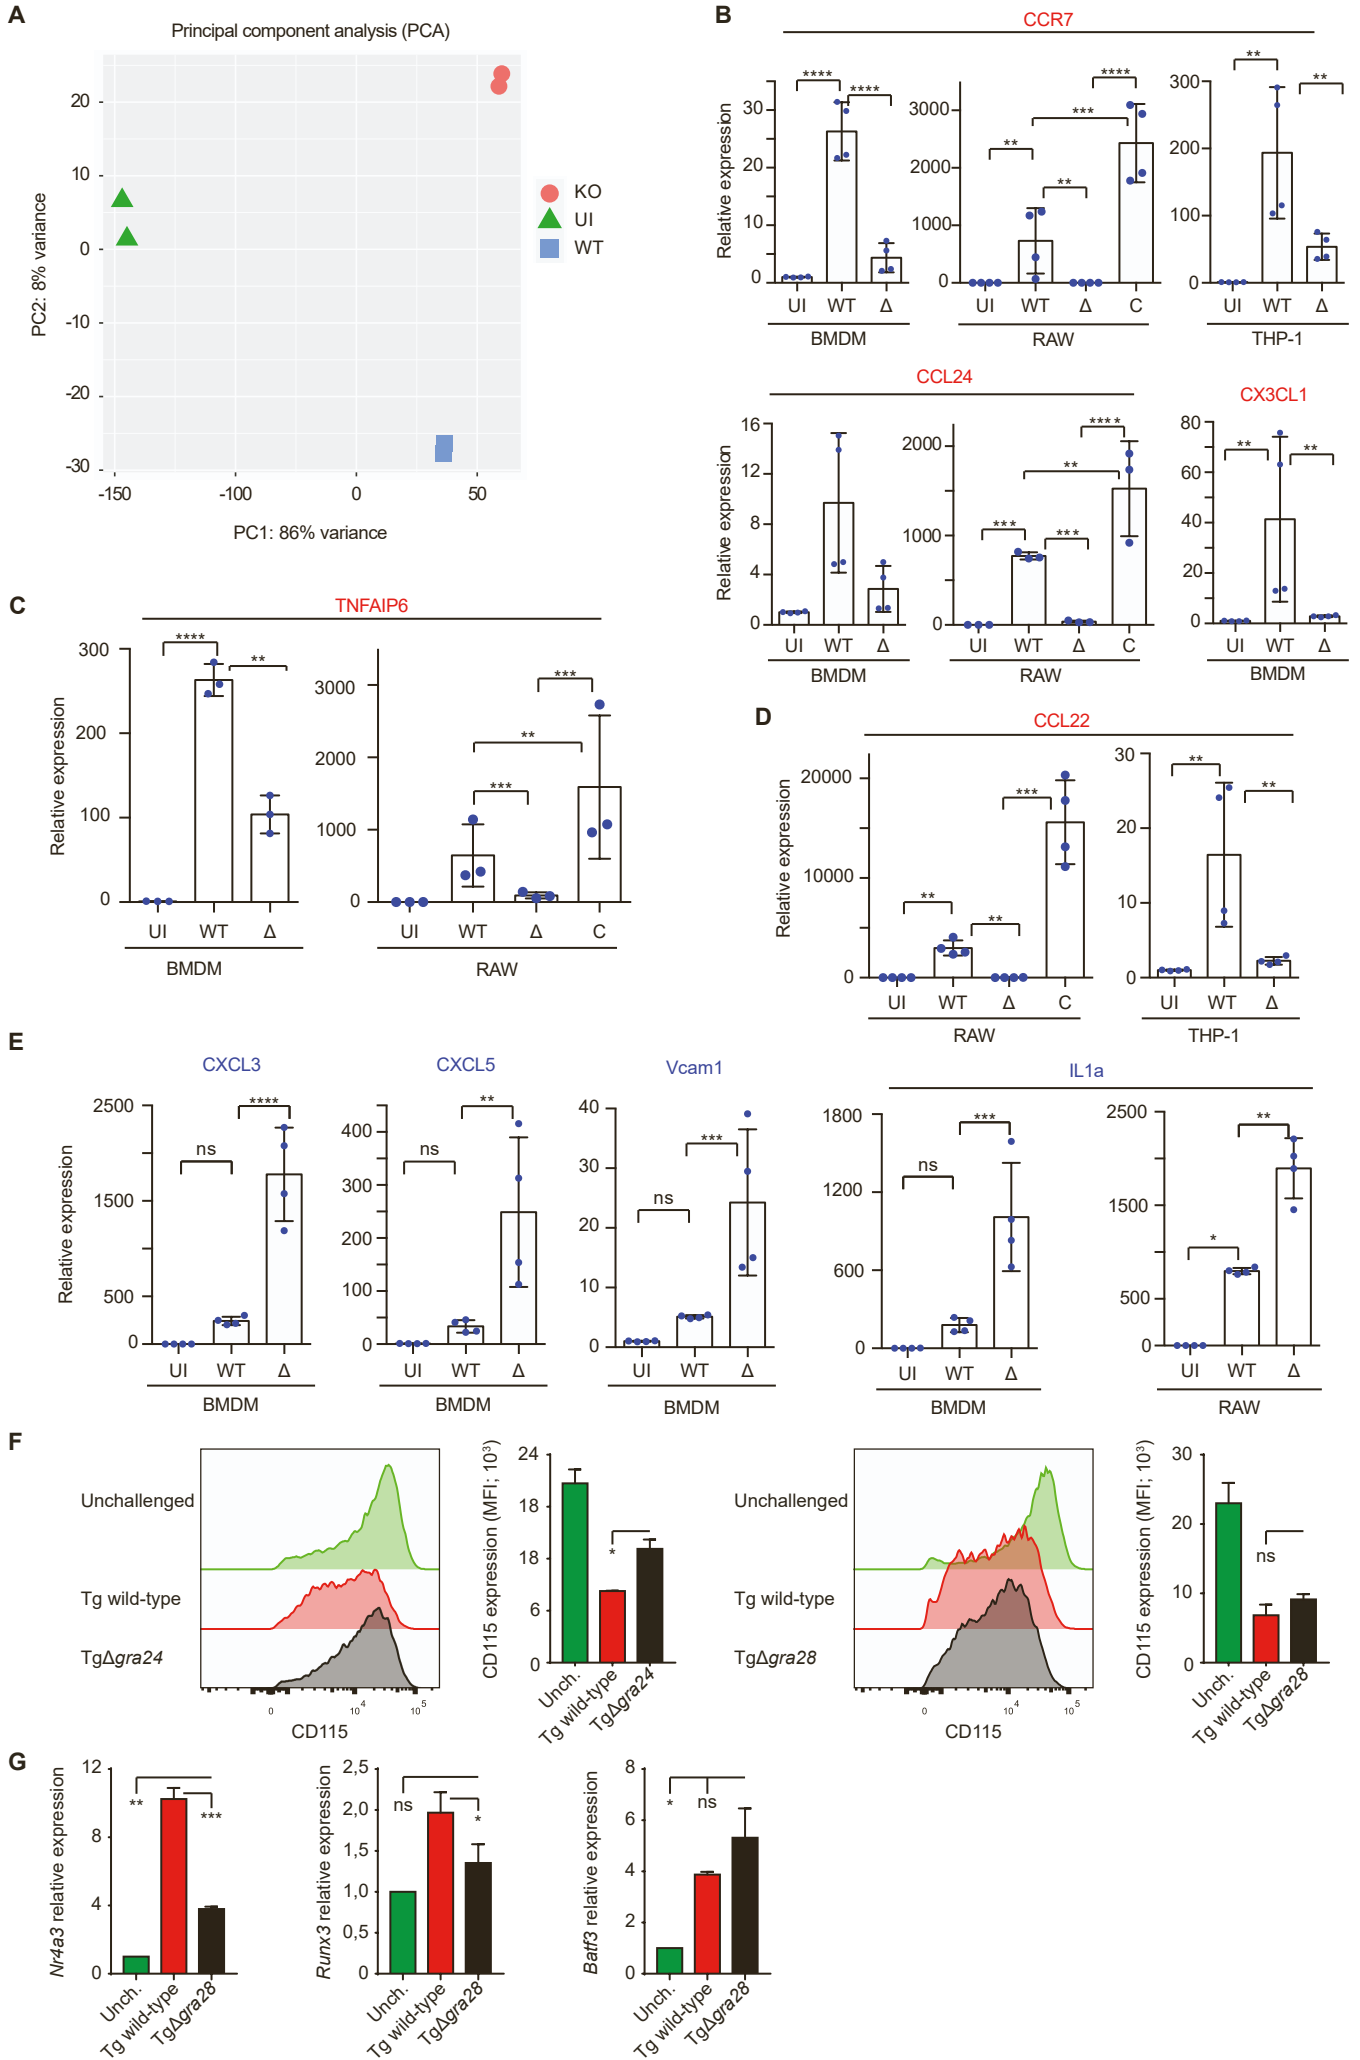 A
Principal component analysis (PCA)
20
10
0
-10
-20
-30
PC2: 8% variance
-150
-100
0
50
PC1: 86% variance
KO
UI
WT
B
CCR7
Relative expression
30
20
10
0
**** ****
UI WT Δ
BMDM
3000
2000
1000
0
** ** *** ****
UI WT Δ C
RAW
300
200
100
0
** **
UI WT Δ
THP-1
CCL24
Relative expression
16
12
8
4
0
UI WT Δ
BMDM
2000
1000
0
*** *** ** ****
UI WT Δ C
RAW
CX3CL1
80
60
40
20
0
** **
UI WT Δ
BMDM
C
TNFAIP6
Relative expression
300
200
100
0
**** **
UI WT Δ
BMDM
3000
2000
1000
0
*** ** ***
UI WT Δ C
RAW
D
CCL22
Relative expression
20000
10000
0
** ** ***
UI WT Δ C
RAW
30
20
10
0
** **
UI WT Δ
THP-1
E
CXCL3
Relative expression
2500
1500
500
0
ns ****
UI WT Δ
BMDM
CXCL5
400
300
200
100
0
ns **
UI WT Δ
BMDM
Vcam1
40
30
20
10
0
ns ***
UI WT Δ
BMDM
IL1a
1800
1200
600
0
ns ***
UI WT Δ
BMDM
2500
1500
500
0
* **
UI WT Δ
RAW
F
Unchallenged
Tg wild-type
TgΔgra24
0 10⁴ 10⁵
CD115
CD115 expression (MFI; 10³)
24
18
18
6
0
*
Unch.
Tg wild-type
TgΔgra24
Unchallenged
Tg wild-type
TgΔgra28
0 10⁴ 10⁵
CD115
CD115 expression (MFI; 10³)
30
20
10
0
ns
Unch.
Tg wild-type
TgΔgra28
G
Nr4a3 relative expression
12
8
4
0
** ***
Unch.
Tg wild-type
TgΔgra28
Runx3 relative expression
2,5
2,0
1,5
1,0
0,5
0
ns *
Unch.
Tg wild-type
TgΔgra28
Batf3 relative expression
8
6
4
2
0
* ns
Unch.
Tg wild-type
TgΔgra28